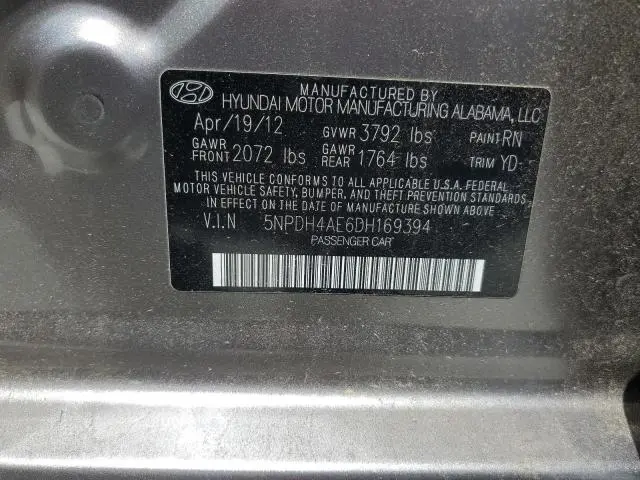 MANUFACTURED BY
HYUNDAI MOTOR MANUFACTURING ALABAMA, LLC
Apr/19/12 GVWR 3792 lbs PAINT RN
GAWR FRONT 2072 lbs GAWR REAR 1764 lbs TRIM YD
THIS VEHICLE CONFORMS TO ALL APPLICABLE U.S.A. FEDERAL
MOTOR VEHICLE SAFETY, BUMPER, AND THEFT PREVENTION STANDARDS
IN EFFECT ON THE DATE OF MANUFACTURE SHOWN ABOVE
V.I.N 5NPDH4AE6DH169394
PASSENGER CAR